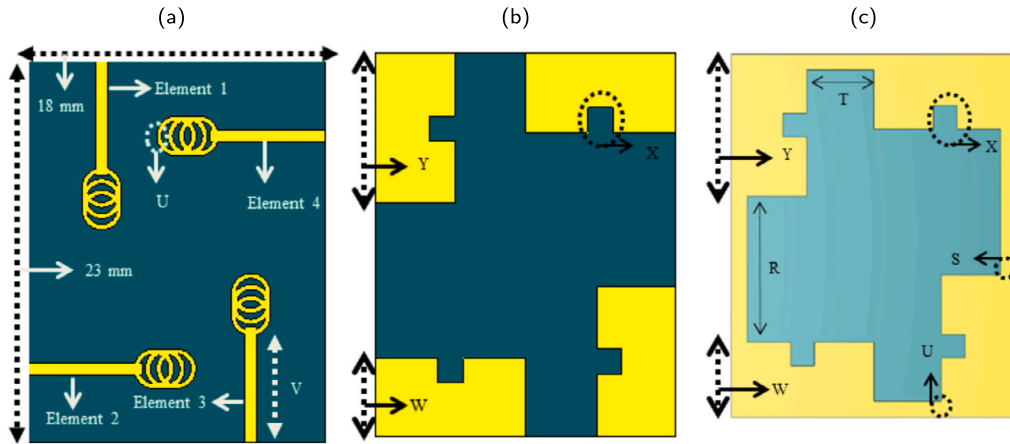 (a)
(b)
(c)
18 mm
Element 1
U
Element 4
23 mm
Element 2
Element 3
V
Y
X
W
T
Y
X
R
S
U
W